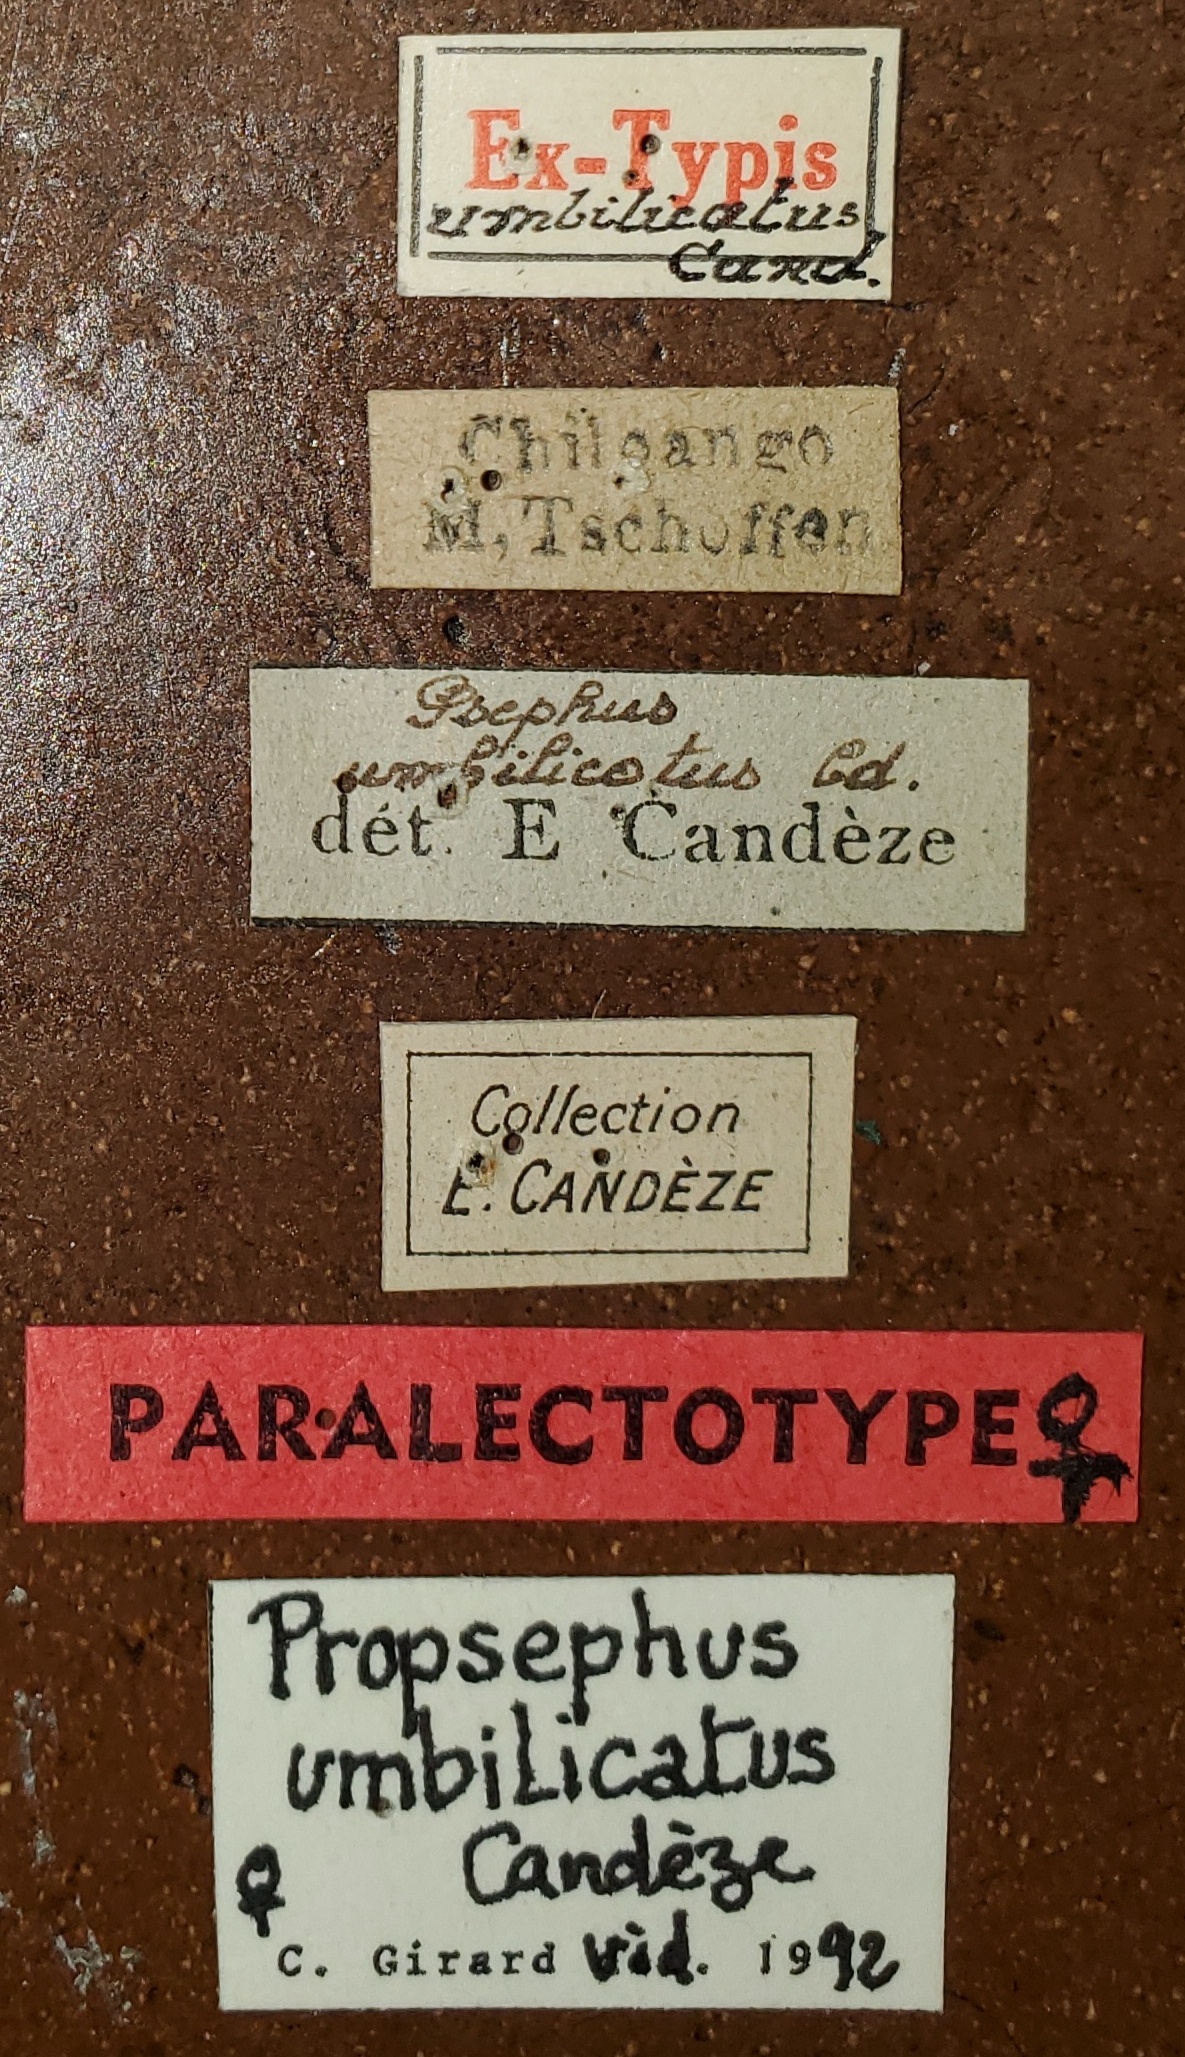 Ex-Typis
umbilicatus
Cand.
Chiloango
M, Tschoffen
Psephus
umbilicatus Cd.
dét. E Candèze
Collection
E. CANDÈZE
PARALECTOTYPE ♀
Propsephus
umbilicatus
♀ Candèze
C. Girard vid. 1992